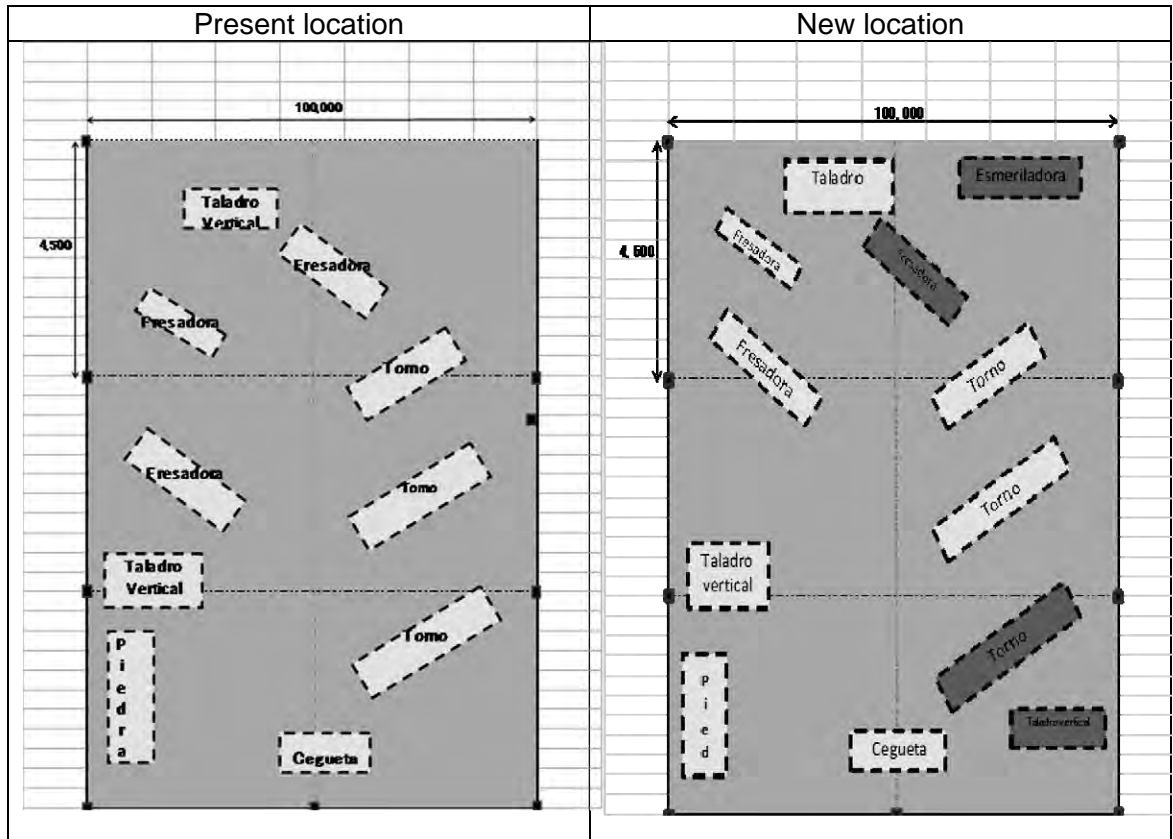 Present location
New location
100,000
4,500
Taladro
Vertical
Fresadora
Fresadora
Torno
Fresadora
Torno
Taladro
Vertical
Torno
P
i
e
d
r
a
Cegueta
100, 000
4, 500
Taladro
Esmeriladora
Fresadora
Fresadora
Fresadora
Torno
Torno
Taladro
vertical
Torno
P
i
e
d
Taladro vertical
Cegueta